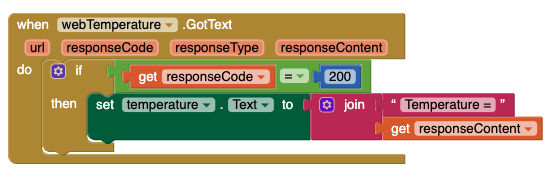 when webTemperature .GotText
url responseCode responseType responseContent
do if get responseCode = 200
then set temperature . Text to join “ Temperature = ”
get responseContent